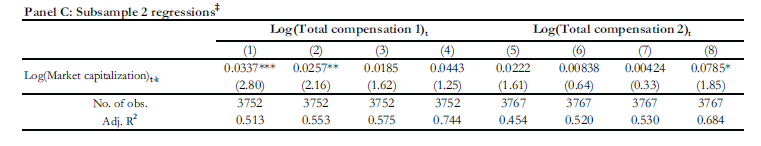 Panel C: Subsample 2 regressions‡
Log(Total compensation 1)t Log(Total compensation 2)t
(1) (2) (3) (4) (5) (6) (7) (8)
Log(Market capitalization)t-k 0.0337*** 0.0257** 0.0185 0.0443 0.0222 0.00838 0.00424 0.0785*
(2.80) (2.16) (1.62) (1.25) (1.61) (0.64) (0.33) (1.85)
No. of obs. 3752 3752 3752 3752 3767 3767 3767 3767
Adj. R² 0.513 0.553 0.575 0.744 0.454 0.520 0.530 0.684